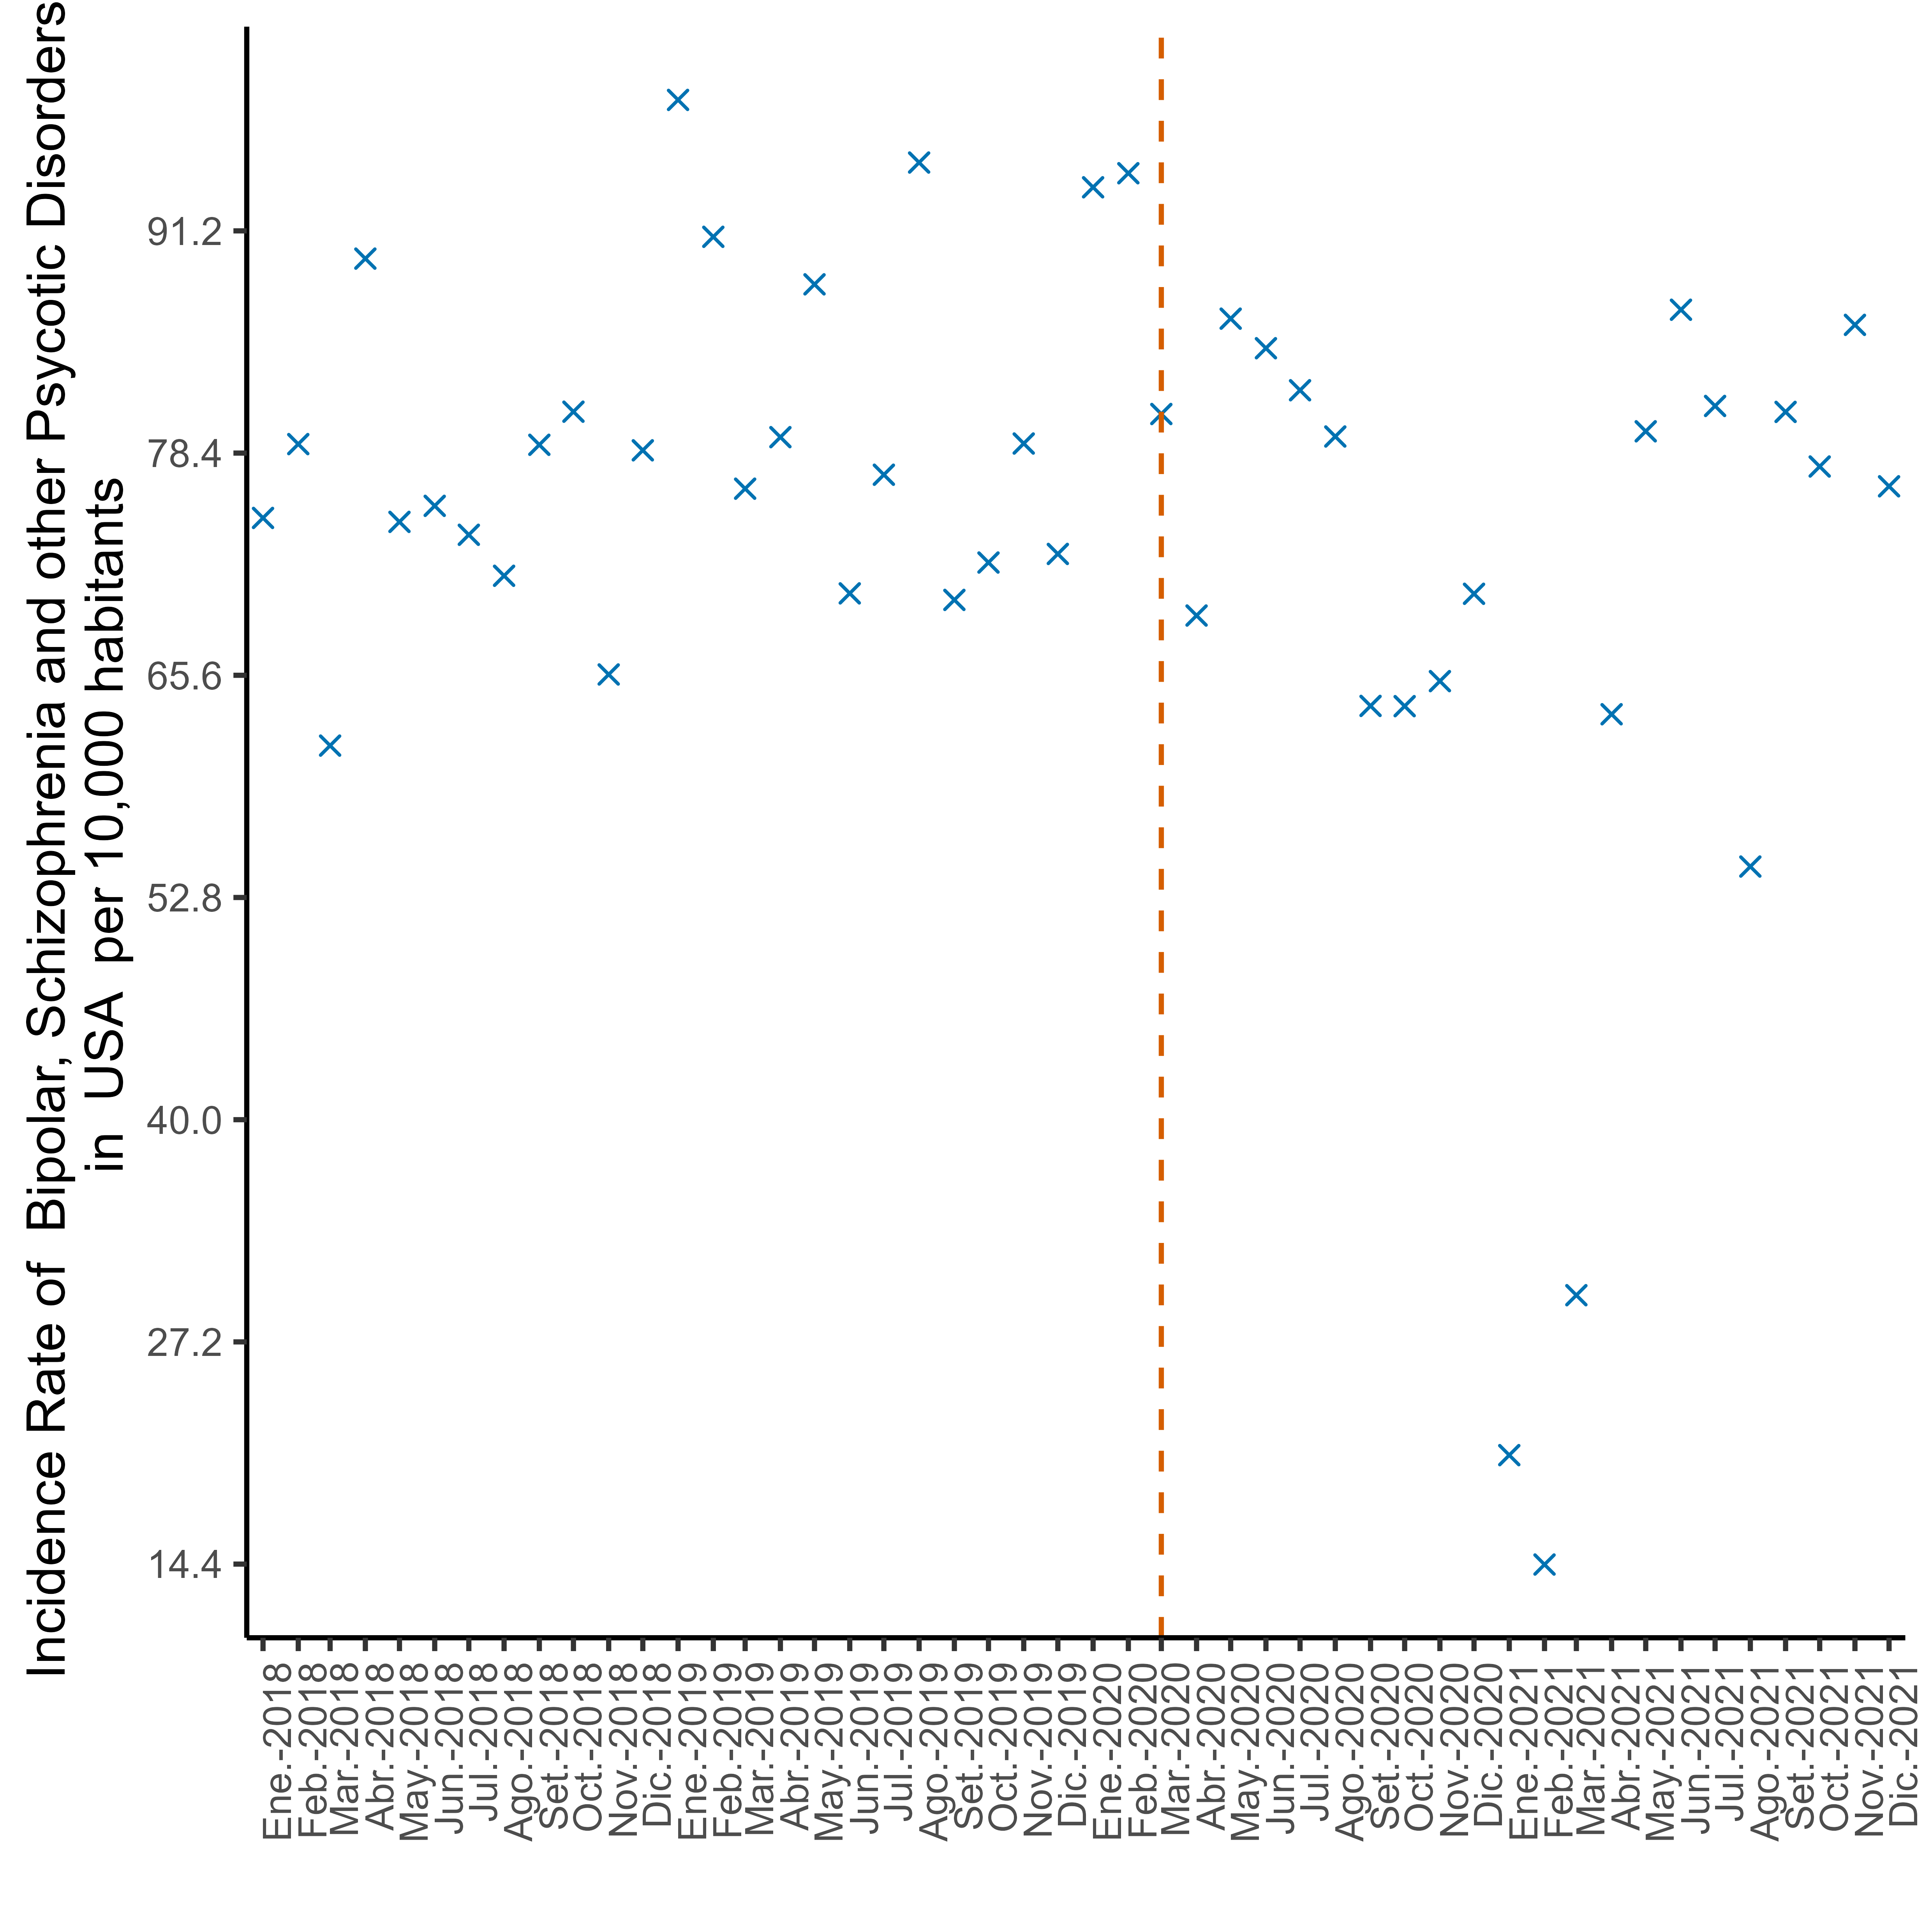 Incidence Rate of Bipolar, Schizophrenia and other Psycotic Disorders
in USA per 10,000 habitants
91.2
78.4
65.6
52.8
40.0
27.2
14.4
Ene.-2018
Feb.-2018
Mar.-2018
Abr.-2018
May.-2018
Jun.-2018
Jul.-2018
Ago.-2018
Set.-2018
Oct.-2018
Nov.-2018
Dic.-2018
Ene.-2019
Feb.-2019
Mar.-2019
Abr.-2019
May.-2019
Jun.-2019
Jul.-2019
Ago.-2019
Set.-2019
Oct.-2019
Nov.-2019
Dic.-2019
Ene.-2020
Feb.-2020
Mar.-2020
Abr.-2020
May.-2020
Jun.-2020
Jul.-2020
Ago.-2020
Set.-2020
Oct.-2020
Nov.-2020
Dic.-2020
Ene.-2021
Feb.-2021
Mar.-2021
Abr.-2021
May.-2021
Jun.-2021
Jul.-2021
Ago.-2021
Set.-2021
Oct.-2021
Nov.-2021
Dic.-2021